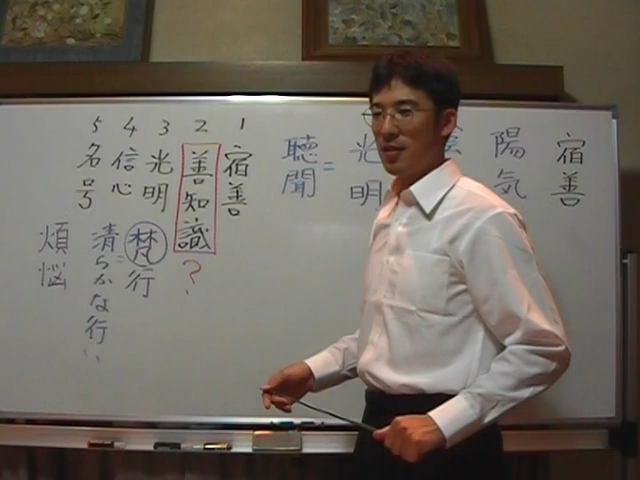 宿善
陽気
光明
聴聞=
1 宿善
2 善知識?
3 光明
4 信心
5 名号
梵行
清らかな行い
煩悩